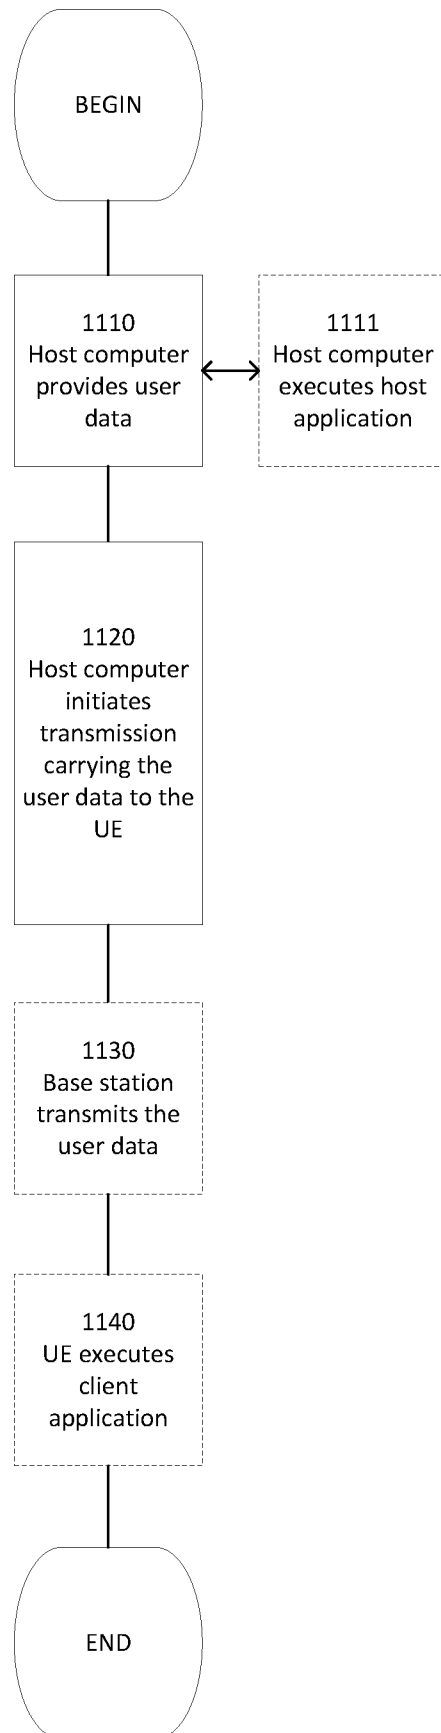 BEGIN
1110
Host computer
provides user
data
1111
Host computer
executes host
application
1120
Host computer
initiates
transmission
carrying the
user data to the
UE
1130
Base station
transmits the
user data
1140
UE executes
client
application
END